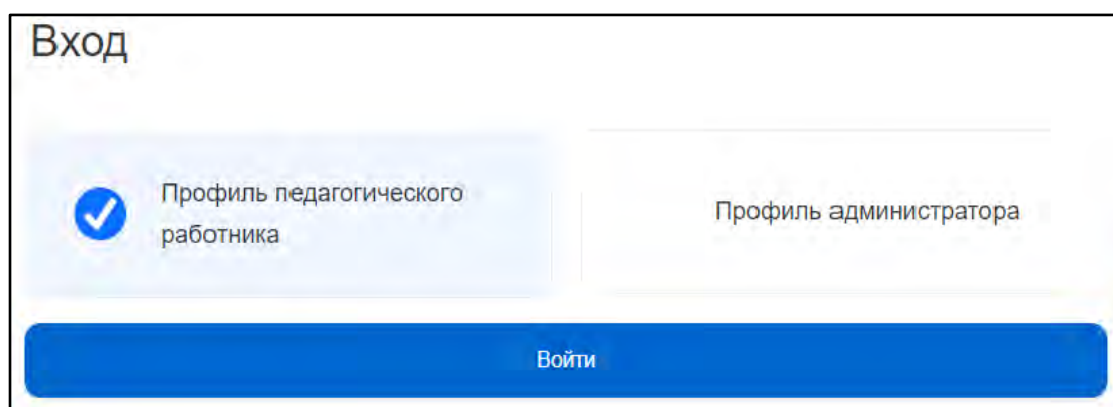 Вход
Профиль педагогического
работника
Профиль администратора
Войти